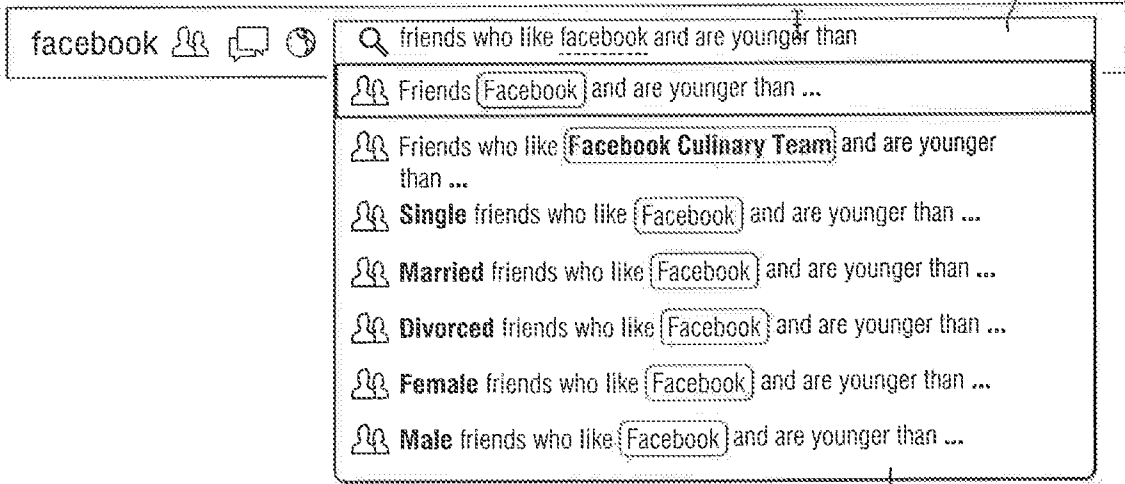 facebook
friends who like facebook and are younger than
Friends Facebook and are younger than ...
Friends who like Facebook Culinary Team and are younger
than ...
Single friends who like Facebook and are younger than ...
Married friends who like Facebook and are younger than ...
Divorced friends who like Facebook and are younger than ...
Female friends who like Facebook and are younger than ...
Male friends who like Facebook and are younger than ...